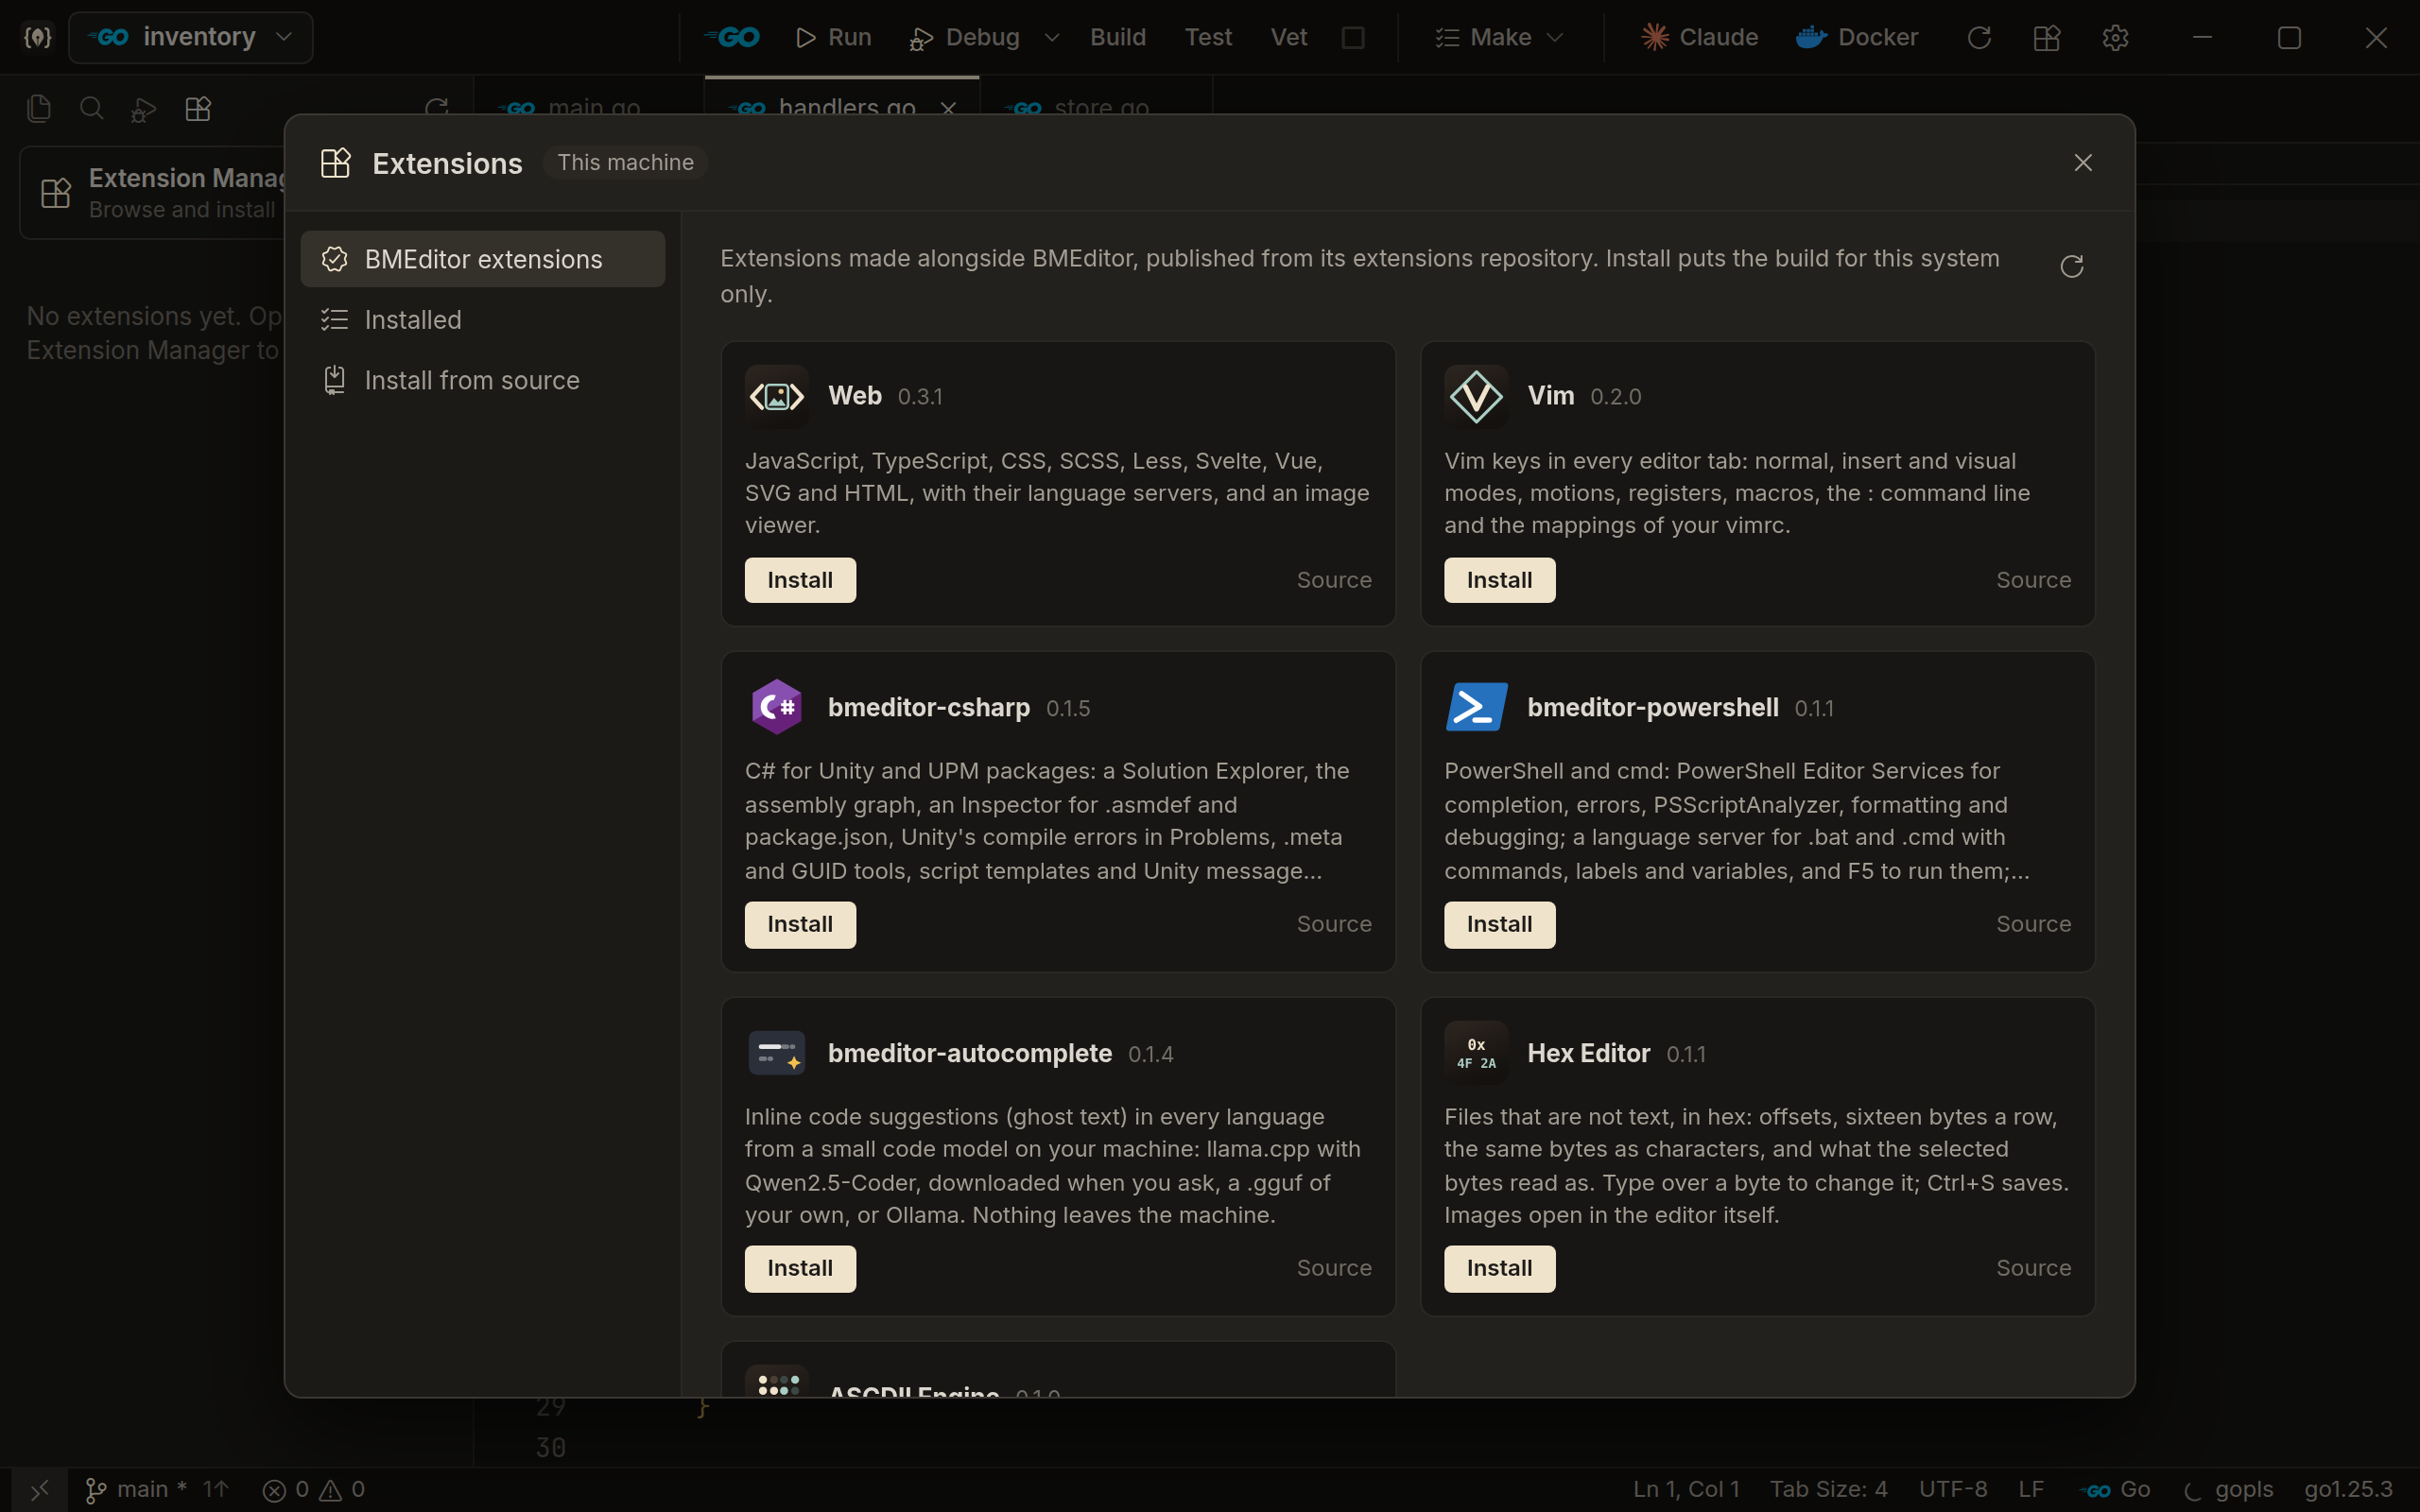 GO inventory
GO Run Debug Build Test Vet Make Claude Docker
GO main.go GO handlers.go GO store.go
Extension Manag
Browse and install
No extensions yet. Op
Extension Manager to
Extensions This machine
BMEditor extensions
Installed
Install from source
Extensions made alongside BMEditor, published from its extensions repository. Install puts the build for this system
only.
Web 0.3.1
JavaScript, TypeScript, CSS, SCSS, Less, Svelte, Vue,
SVG and HTML, with their language servers, and an image
viewer.
Install Source
Vim 0.2.0
Vim keys in every editor tab: normal, insert and visual
modes, motions, registers, macros, the : command line
and the mappings of your vimrc.
Install Source
C# bmeditor-csharp 0.1.5
C# for Unity and UPM packages: a Solution Explorer, the
assembly graph, an Inspector for .asmdef and
package.json, Unity's compile errors in Problems, .meta
and GUID tools, script templates and Unity message...
Install Source
bmeditor-powershell 0.1.1
PowerShell and cmd: PowerShell Editor Services for
completion, errors, PSScriptAnalyzer, formatting and
debugging; a language server for .bat and .cmd with
commands, labels and variables, and F5 to run them;...
Install Source
bmeditor-autocomplete 0.1.4
Inline code suggestions (ghost text) in every language
from a small code model on your machine: llama.cpp with
Qwen2.5-Coder, downloaded when you ask, a .gguf of
your own, or Ollama. Nothing leaves the machine.
Install Source
0x
4F 2A
Hex Editor 0.1.1
Files that are not text, in hex: offsets, sixteen bytes a row,
the same bytes as characters, and what the selected
bytes read as. Type over a byte to change it; Ctrl+S saves.
Images open in the editor itself.
Install Source
0.1.0
29 }
30
main * 1↑ 0 0 Ln 1, Col 1 Tab Size: 4 UTF-8 LF GO Go gopls go1.25.3